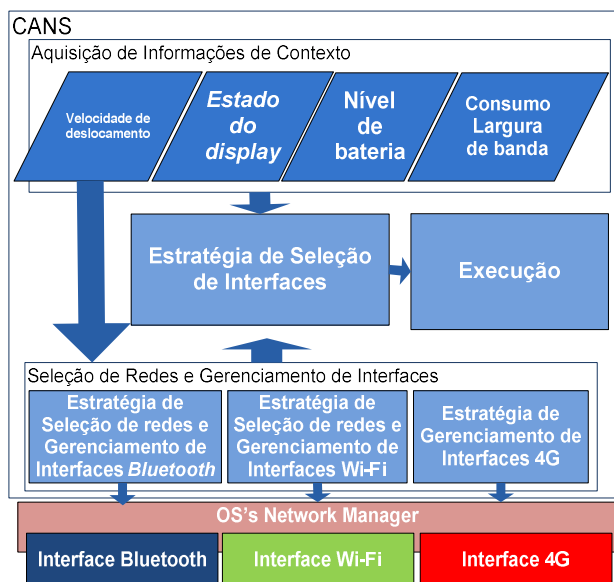 CANS
Aquisição de Informações de Contexto
Velocidade de
deslocamento
Estado
do
display
Nível
de
bateria
Consumo
Largura
de banda
Estratégia de Seleção
de Interfaces
Execução
Seleção de Redes e Gerenciamento de Interfaces
Estratégia de
Seleção de redes e
Gerenciamento de
Interfaces Bluetooth
Estratégia de
Seleção de redes e
Gerenciamento de
Interfaces Wi-Fi
Estratégia de
Gerenciamento de
Interfaces 4G
OS's Network Manager
Interface Bluetooth
Interface Wi-Fi
Interface 4G